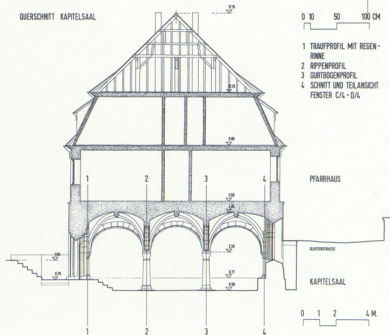 QUERSCHNITT KAPITELSAAL
0 10 50 100 CM
1 TRAUFPROFIL MIT REGEN-
RINNE
2 RIPPENPROFIL
3 GURTBOGENPROFIL
4 SCHNITT UND TEILANSICHT
FENSTER C/4 - D/4
1 2 3 4
PFARRHAUS
KLOSTERSTRASSE
KAPITELSAAL
0 1 2 4 M.
1 2 3 4